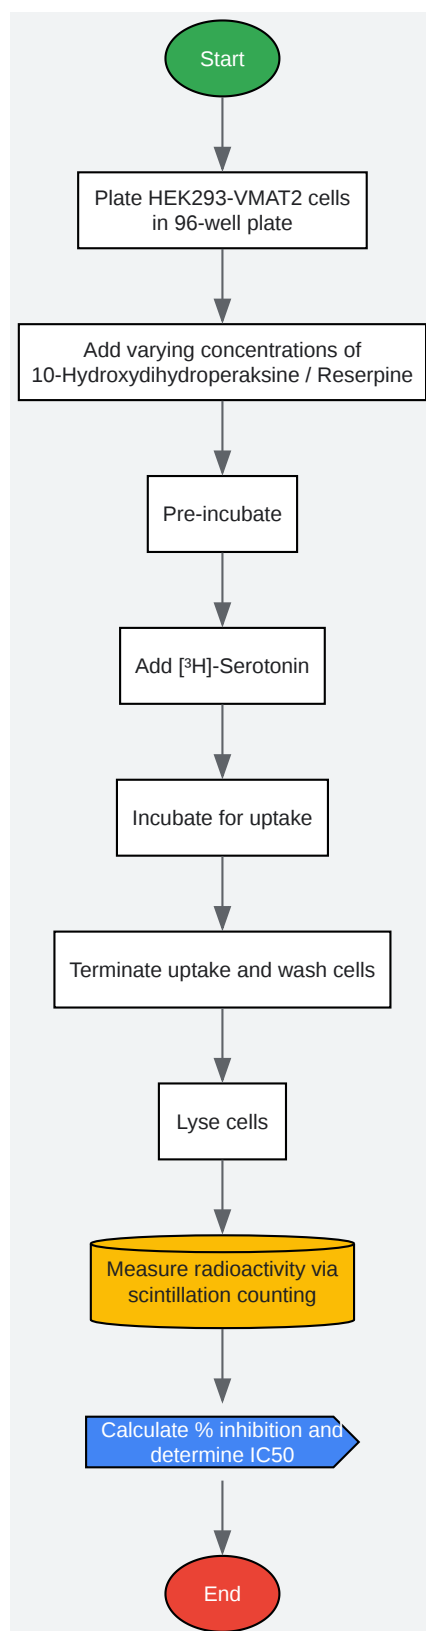 Start
Plate HEK293-VMAT2 cells
in 96-well plate
Add varying concentrations of
10-Hydroxydihydroperaksine / Reserpine
Pre-incubate
Add [³H]-Serotonin
Incubate for uptake
Terminate uptake and wash cells
Lyse cells
Measure radioactivity via
scintillation counting
Calculate % inhibition and
determine IC50
End